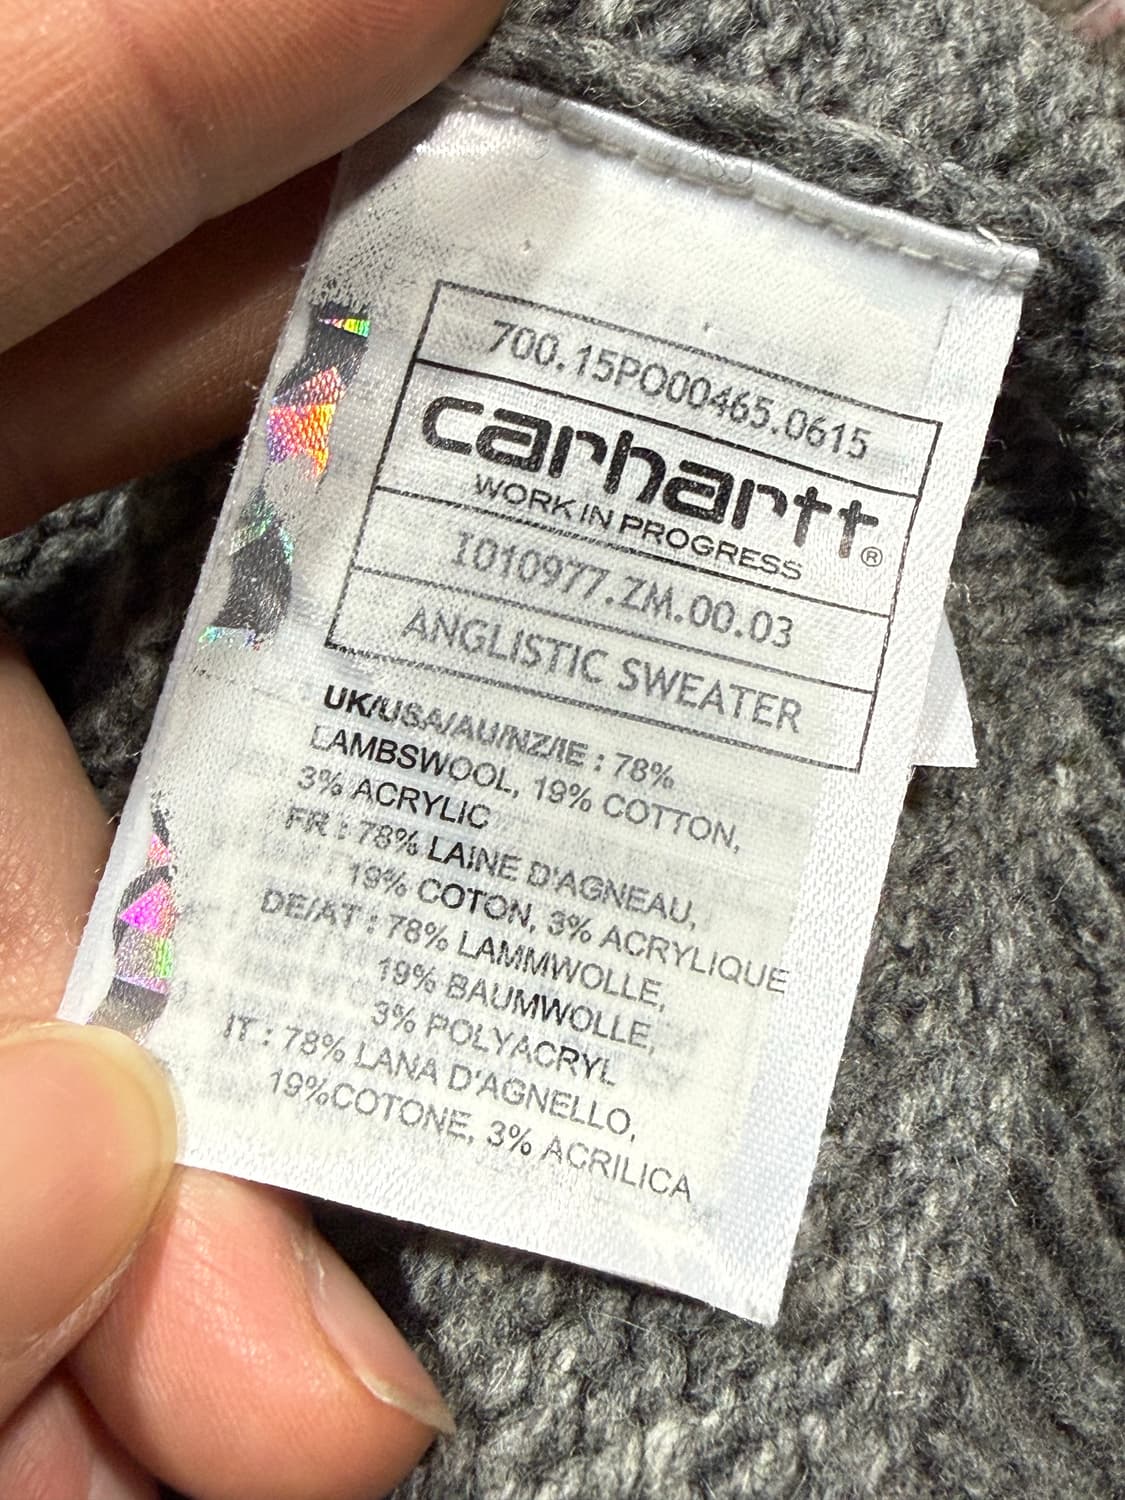 700.15PO00465.0615
carhartt®
WORK IN PROGRESS
I010977.ZM.00.03
ANGLISTIC SWEATER
UK/USA/AU/NZ/IE : 78%
LAMBSWOOL, 19% COTTON,
3% ACRYLIC
FR : 78% LAINE D'AGNEAU,
19% COTON, 3% ACRYLIQUE
DE/AT : 78% LAMMWOLLE,
19% BAUMWOLLE,
3% POLYACRYL
IT : 78% LANA D'AGNELLO,
19%COTONE, 3% ACRILICA